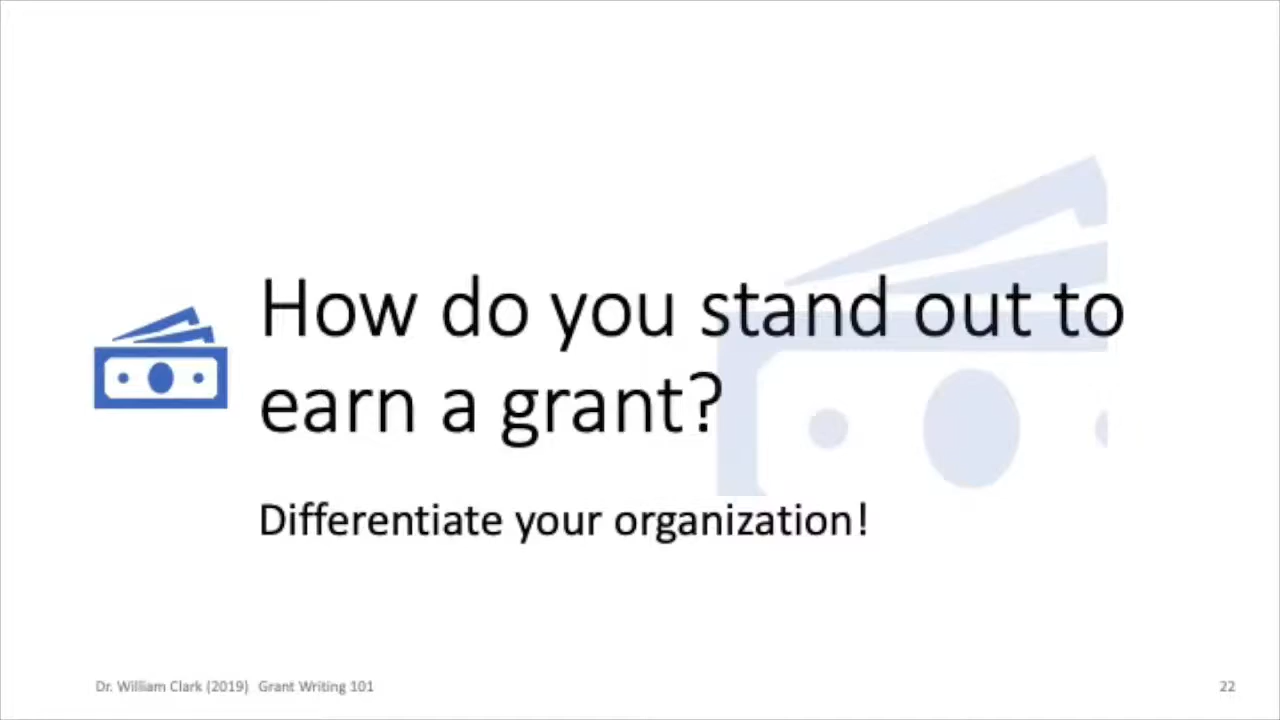 How do you stand out to
earn a grant?
Differentiate your organization!
Dr. William Clark (2019) Grant Writing 101
22